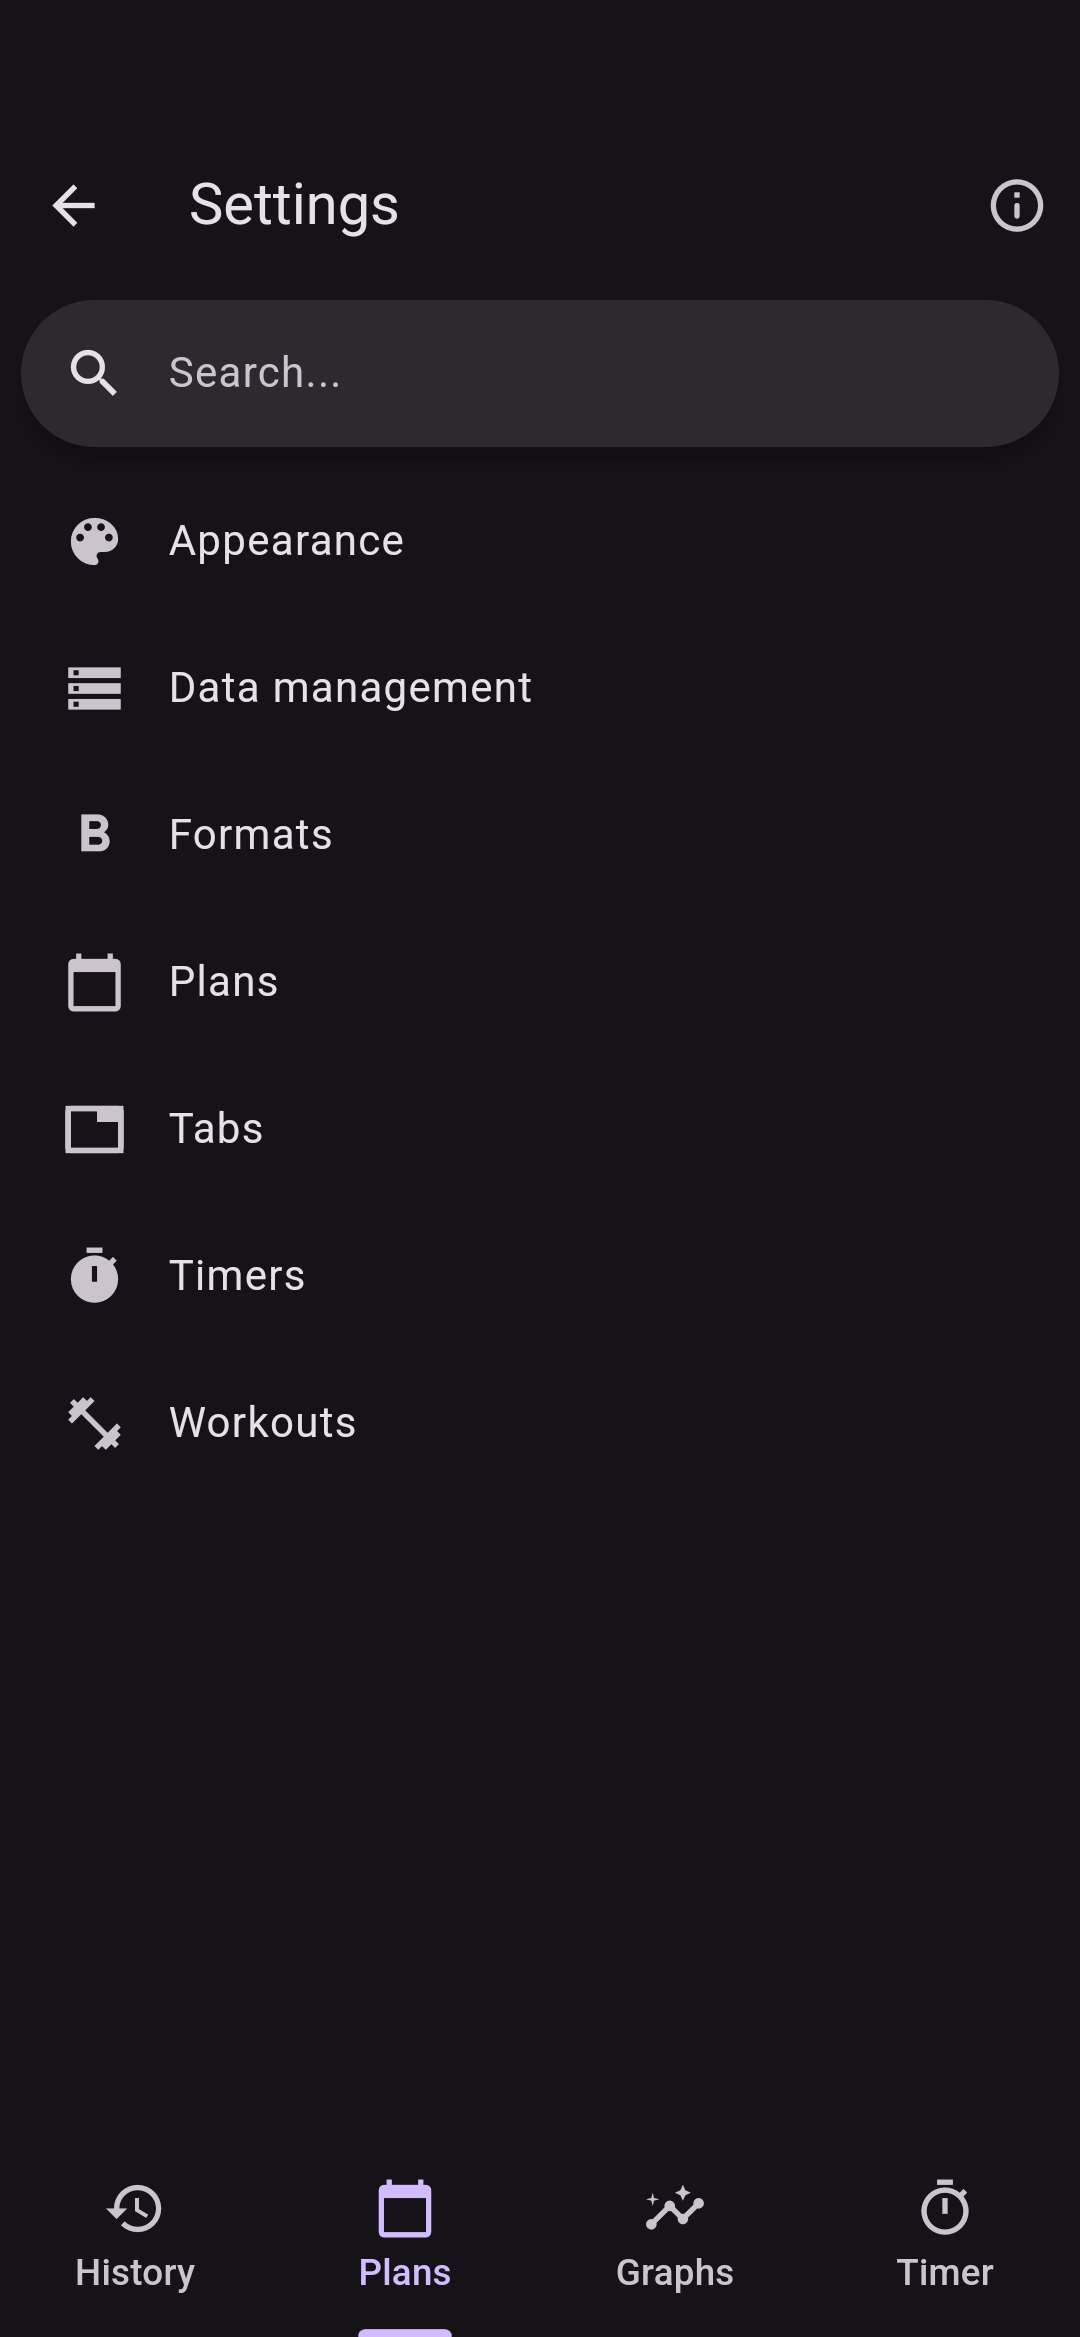 Settings
Search...
Appearance
Data management
Formats
Plans
Tabs
Timers
Workouts
History
Plans
Graphs
Timer